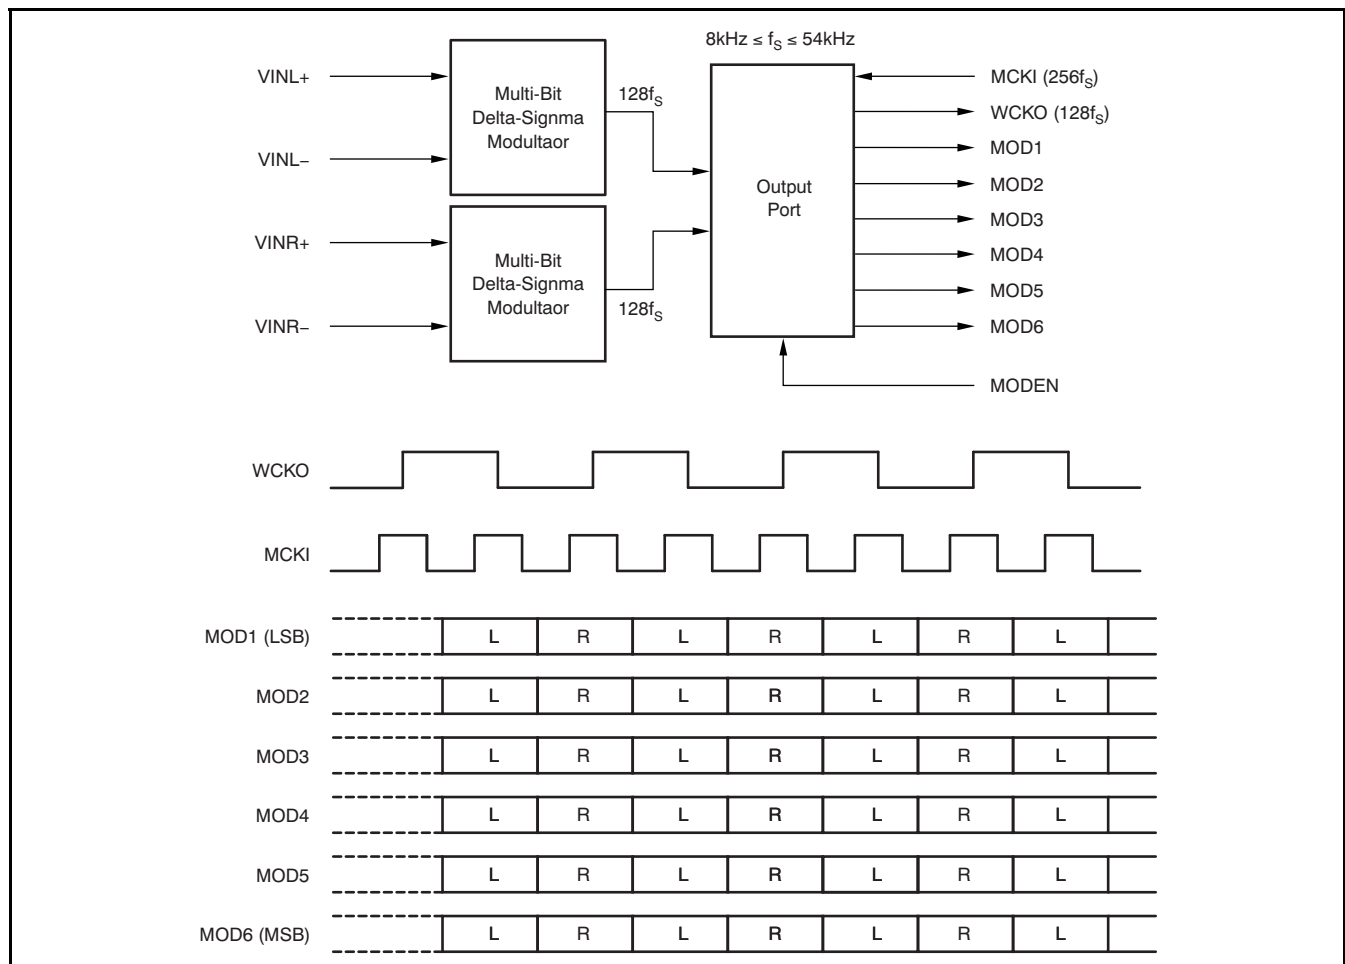 8kHz ≤ fS ≤ 54kHz
VINL+
VINL−
Multi-Bit
Delta-Signma
Modultaor
128fS
VINR+
VINR−
Multi-Bit
Delta-Signma
Modultaor
128fS
Output
Port
MCKI (256fS)
WCKO (128fS)
MOD1
MOD2
MOD3
MOD4
MOD5
MOD6
MODEN
WCKO
MCKI
MOD1 (LSB) L R L R L R L
MOD2 L R L R L R L
MOD3 L R L R L R L
MOD4 L R L R L R L
MOD5 L R L R L R L
MOD6 (MSB) L R L R L R L